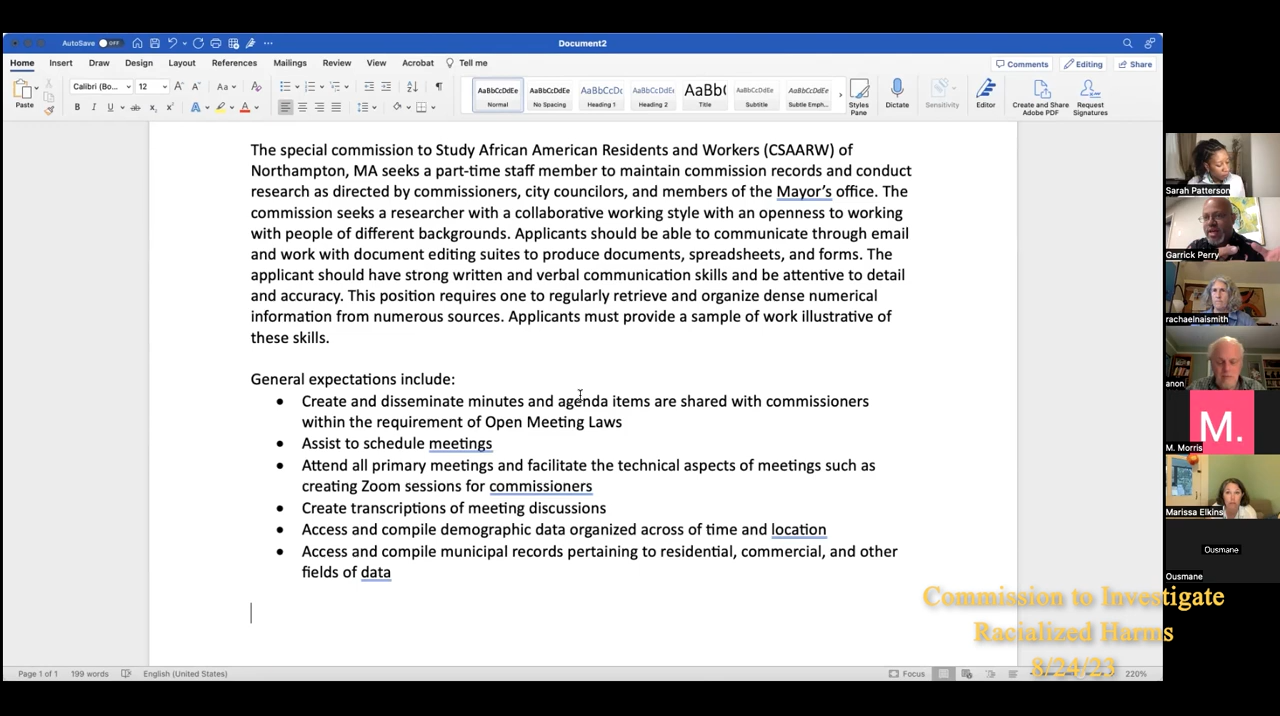 AutoSave OFF
Document2
Home Insert Draw Design Layout References Mailings Review View Acrobat Tell me
Comments Editing Share
Paste
Calibri (Bo... 12
AaBbCcDdEe AaBbCcDdEe AaBbCcDc AaBbCcDdEe AaBb( AaBbCcDdEe AaBbCcDdEe
Normal No Spacing Heading 1 Heading 2 Title Subtitle Subtle Emph...
Styles Pane
Dictate
Sensitivity
Editor
Create and Share Adobe PDF
Request Signatures
The special commission to Study African American Residents and Workers (CSAARW) of
Northampton, MA seeks a part-time staff member to maintain commission records and conduct
research as directed by commissioners, city councilors, and members of the Mayor's office. The
commission seeks a researcher with a collaborative working style with an openness to working
with people of different backgrounds. Applicants should be able to communicate through email
and work with document editing suites to produce documents, spreadsheets, and forms. The
applicant should have strong written and verbal communication skills and be attentive to detail
and accuracy. This position requires one to regularly retrieve and organize dense numerical
information from numerous sources. Applicants must provide a sample of work illustrative of
these skills.
General expectations include:
• Create and disseminate minutes and agenda items are shared with commissioners
within the requirement of Open Meeting Laws
• Assist to schedule meetings
• Attend all primary meetings and facilitate the technical aspects of meetings such as
creating Zoom sessions for commissioners
• Create transcriptions of meeting discussions
• Access and compile demographic data organized across of time and location
• Access and compile municipal records pertaining to residential, commercial, and other
fields of data
Page 1 of 1 199 words English (United States)
Focus
220%
Sarah Patterson
Garrick Perry
rachaelnaismith
anon
M.
M. Morris
Marissa Elkins
Ousmane
Ousmane
Commission to Investigate
Racialized Harms
8/24/23